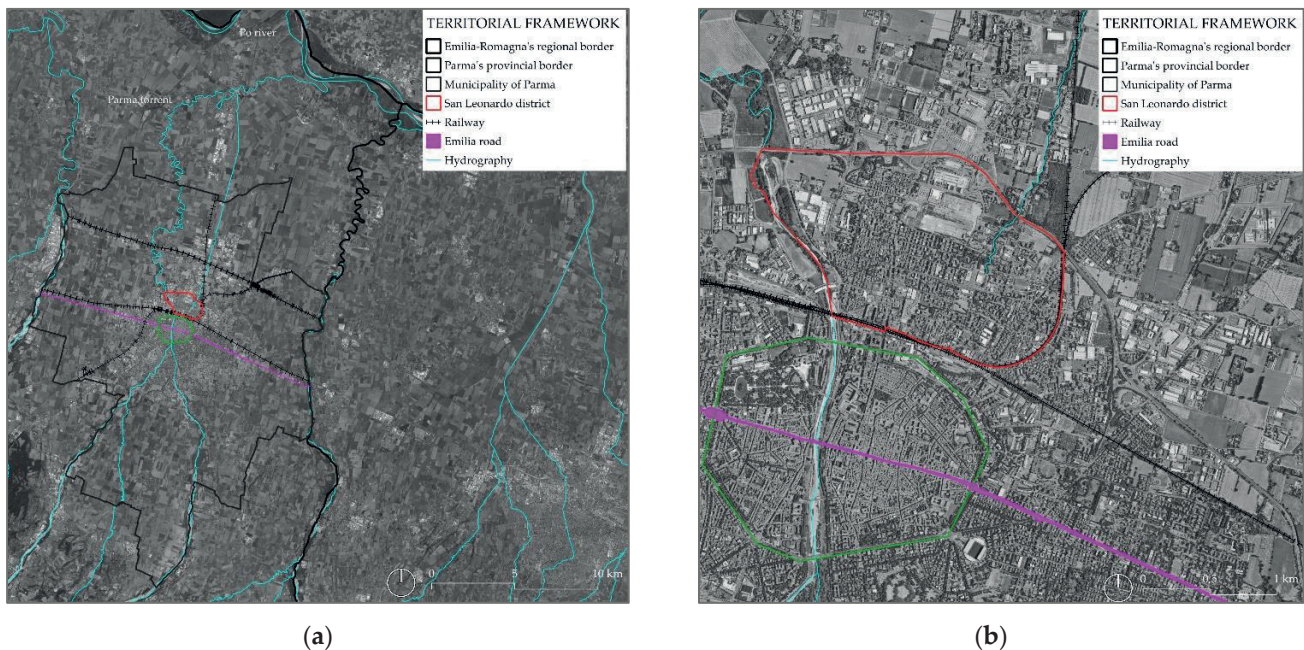 Po river
Parma torrent
TERRITORIAL FRAMEWORK
Emilia-Romagna's regional border
Parma's provincial border
Municipality of Parma
San Leonardo district
Railway
Emilia road
Hydrography
0 5 10 km
(a)
TERRITORIAL FRAMEWORK
Emilia-Romagna's regional border
Parma's provincial border
Municipality of Parma
San Leonardo district
Railway
Emilia road
Hydrography
0 0.5 1 km
(b)